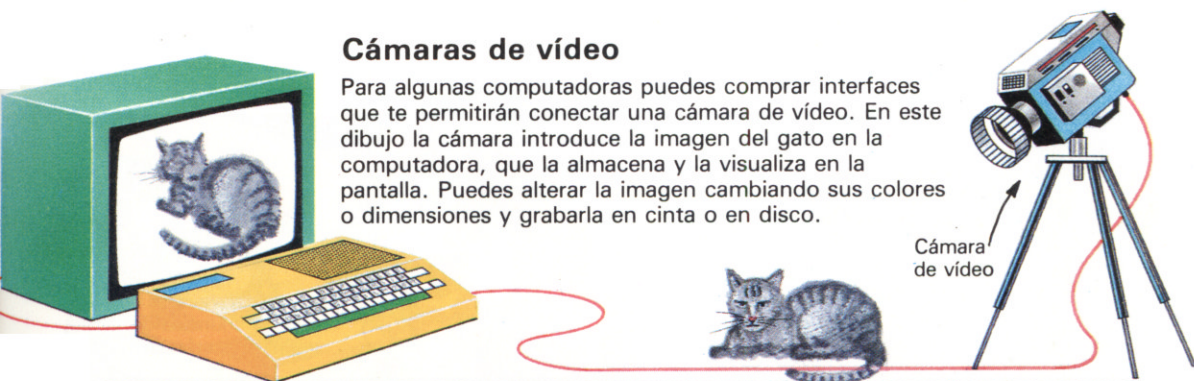 Cámaras de vídeo
Para algunas computadoras puedes comprar interfaces
que te permitirán conectar una cámara de vídeo. En este
dibujo la cámara introduce la imagen del gato en la
computadora, que la almacena y la visualiza en la
pantalla. Puedes alterar la imagen cambiando sus colores
o dimensiones y grabarla en cinta o en disco.
Cámara
de vídeo